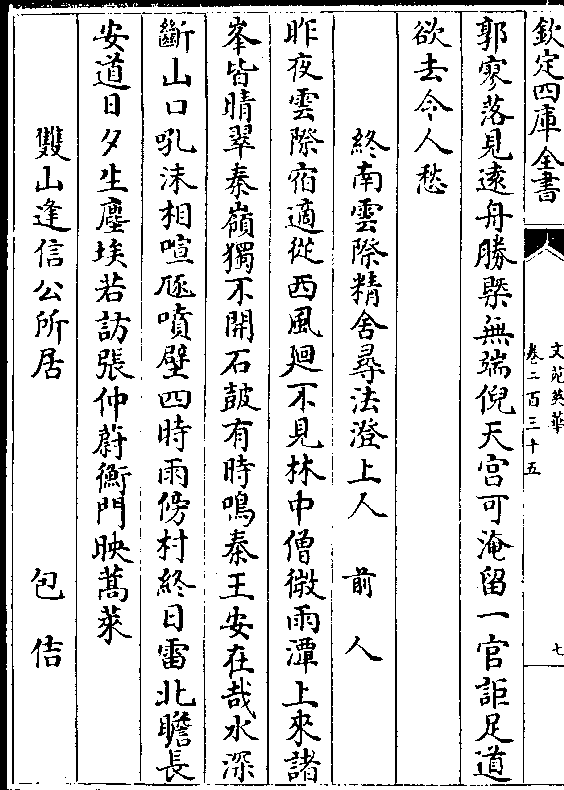 欽定四庫全書
文苑英華
卷二百三十五
七
郭寥落見遠舟勝槩無端倪天宫可淹留一官詎足道
欲去令人愁
終南雲際精舍尋法澄上人　前人
昨夜雲際宿適從西風廻不見林中僧微雨潭上來諸
峯皆晴翠秦嶺獨不開石鼓有時鳴秦王安在哉水深
斷山口吼沫相喧豗噴壁四時雨傍村終日雷北瞻長
安道日夕生塵埃若訪張仲蔚衡門映蒿萊
雙山逢信公所居　包佶